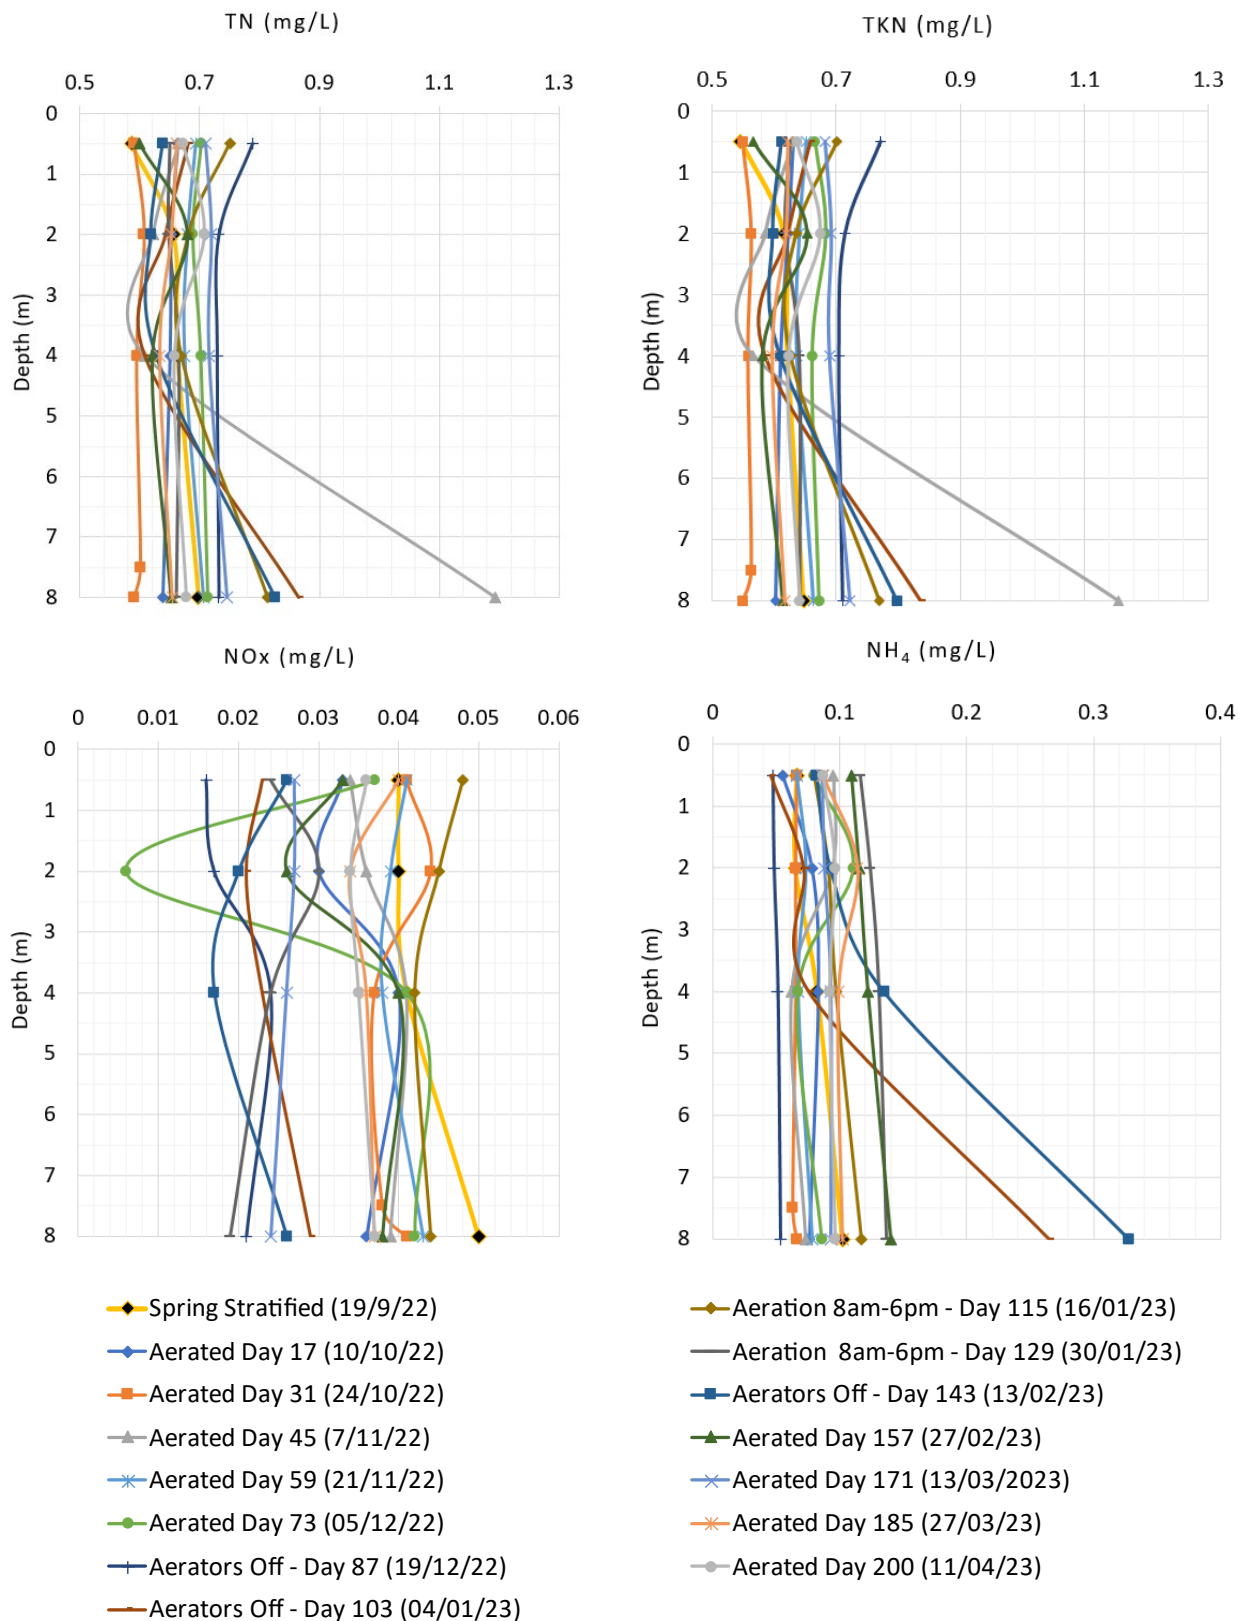 TN (mg/L)
0.5 0.7 0.9 1.1 1.3
0
1
2
3
4
5
6
7
8
Depth (m)
TKN (mg/L)
0.5 0.7 0.9 1.1 1.3
0
1
2
3
4
5
6
7
8
Depth (m)
NOx (mg/L)
0 0.01 0.02 0.03 0.04 0.05 0.06
0
1
2
3
4
5
6
7
8
Depth (m)
NH₄ (mg/L)
0 0.1 0.2 0.3 0.4
0
1
2
3
4
5
6
7
8
Depth (m)
Spring Stratified (19/9/22)
Aerated Day 17 (10/10/22)
Aerated Day 31 (24/10/22)
Aerated Day 45 (7/11/22)
Aerated Day 59 (21/11/22)
Aerated Day 73 (05/12/22)
Aerators Off - Day 87 (19/12/22)
Aerators Off - Day 103 (04/01/23)
Aeration 8am-6pm - Day 115 (16/01/23)
Aeration  8am-6pm - Day 129 (30/01/23)
Aerators Off - Day 143 (13/02/23)
Aerated Day 157 (27/02/23)
Aerated Day 171 (13/03/2023)
Aerated Day 185 (27/03/23)
Aerated Day 200 (11/04/23)